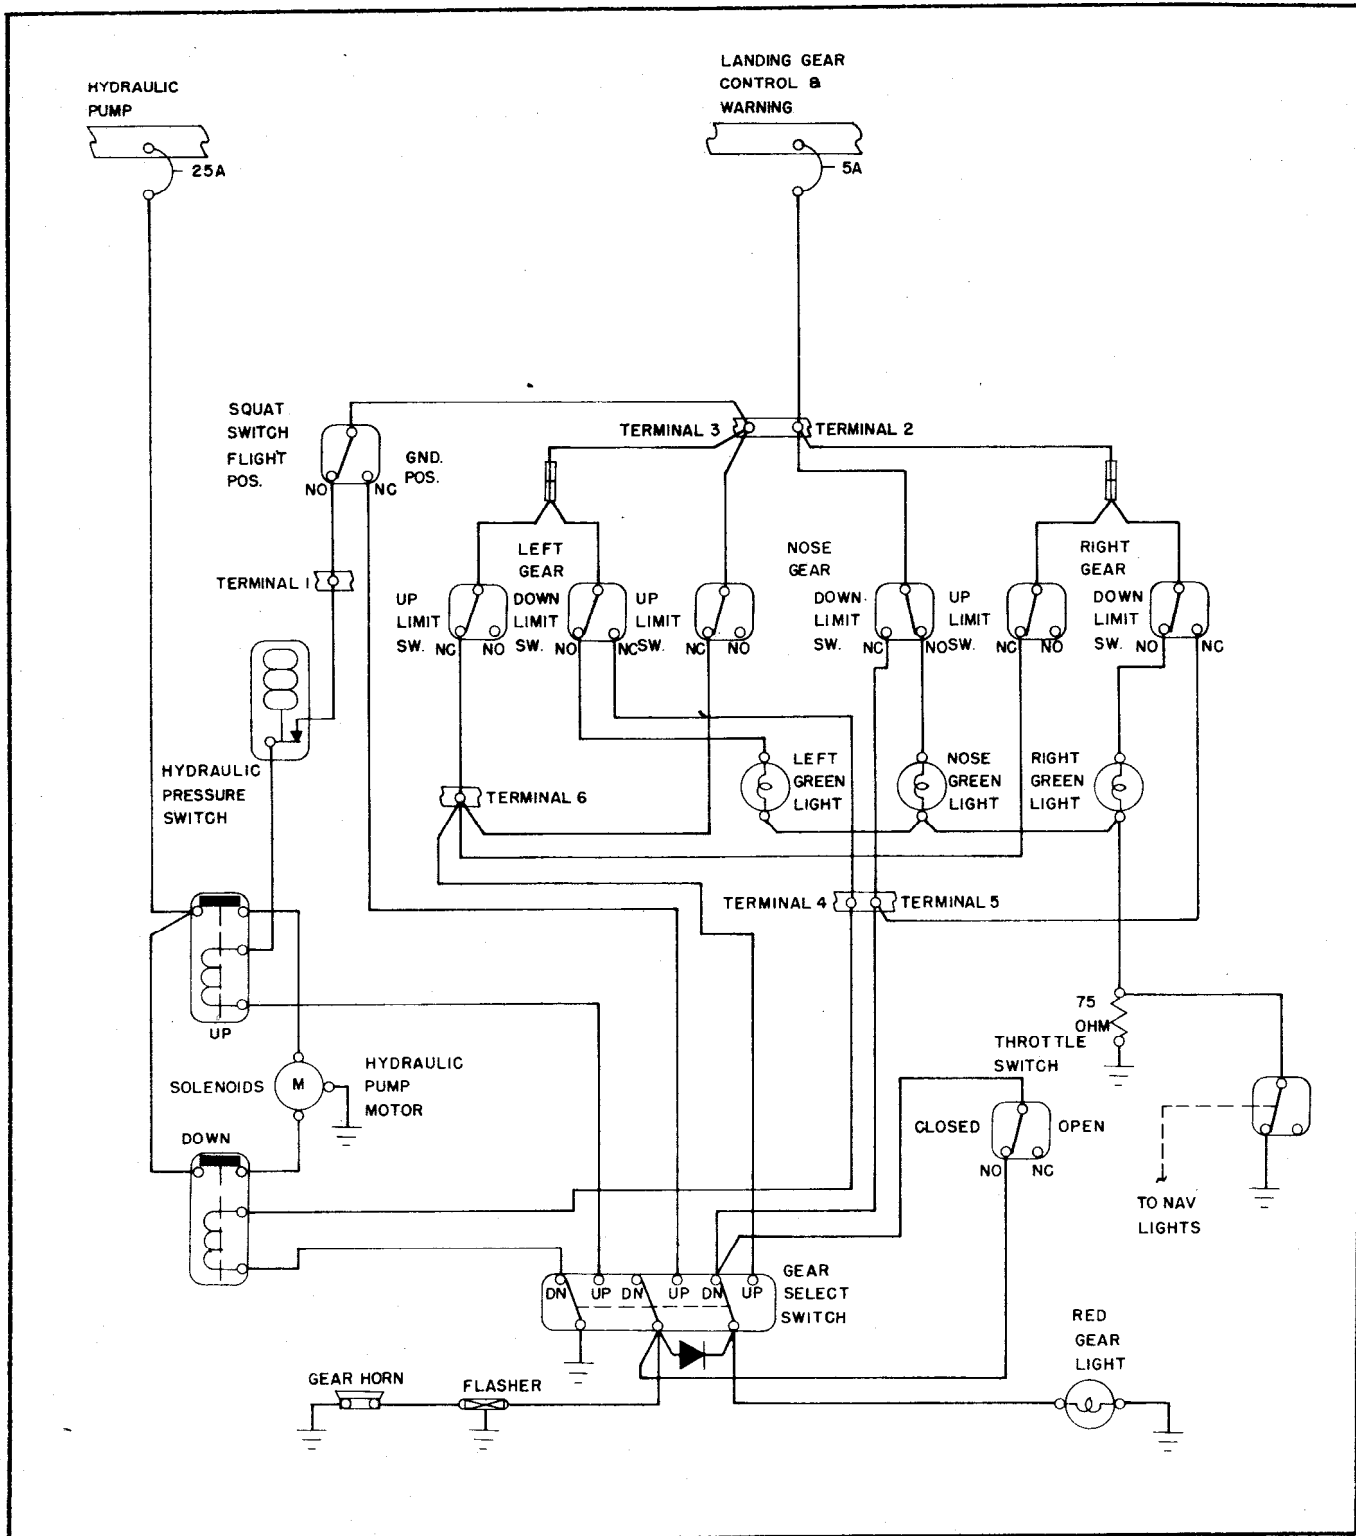 HYDRAULIC
PUMP
25A
LANDING GEAR
CONTROL &
WARNING
5A
SQUAT
SWITCH
FLIGHT
POS.
GND.
POS.
NO
NC
TERMINAL 3
TERMINAL 2
TERMINAL 1
LEFT
GEAR
NOSE
GEAR
RIGHT
GEAR
UP
LIMIT
SW.
NC
NO
DOWN
LIMIT
SW.
NO
NC
UP
LIMIT
SW.
NC
NO
DOWN
LIMIT
SW.
NC
NO
UP
LIMIT
SW.
NC
NO
DOWN
LIMIT
SW.
NO
NC
HYDRAULIC
PRESSURE
SWITCH
LEFT
GREEN
LIGHT
NOSE
GREEN
LIGHT
RIGHT
GREEN
LIGHT
TERMINAL 6
TERMINAL 4
TERMINAL 5
UP
75
OHM
THROTTLE
SWITCH
SOLENOIDS
M
HYDRAULIC
PUMP
MOTOR
DOWN
CLOSED
OPEN
NO
NC
TO NAV
LIGHTS
DN
UP
DN
UP
DN
UP
GEAR
SELECT
SWITCH
RED
GEAR
LIGHT
GEAR HORN
FLASHER